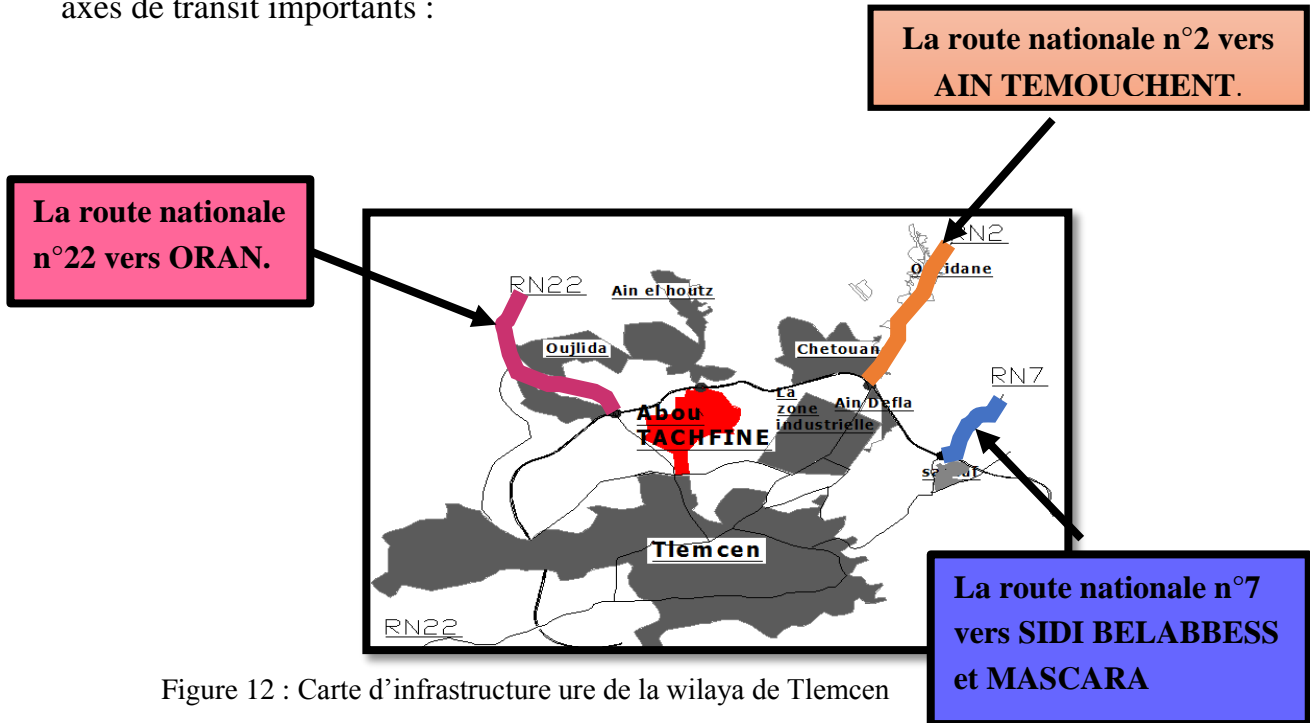 axes de transit importants :
La route nationale n°2 vers
AIN TEMOUCHENT.
La route nationale
n°22 vers ORAN.
RN2
RN22
Ain el houtz
Oujlida
Chetouan
RN7
La
zone
industrielle
Ain Defla
Abou
TACHFINE
Tlemcen
RN22
La route nationale n°7
vers SIDI BELABBESS
et MASCARA
Figure 12 : Carte d’infrastructure ure de la wilaya de Tlemcen